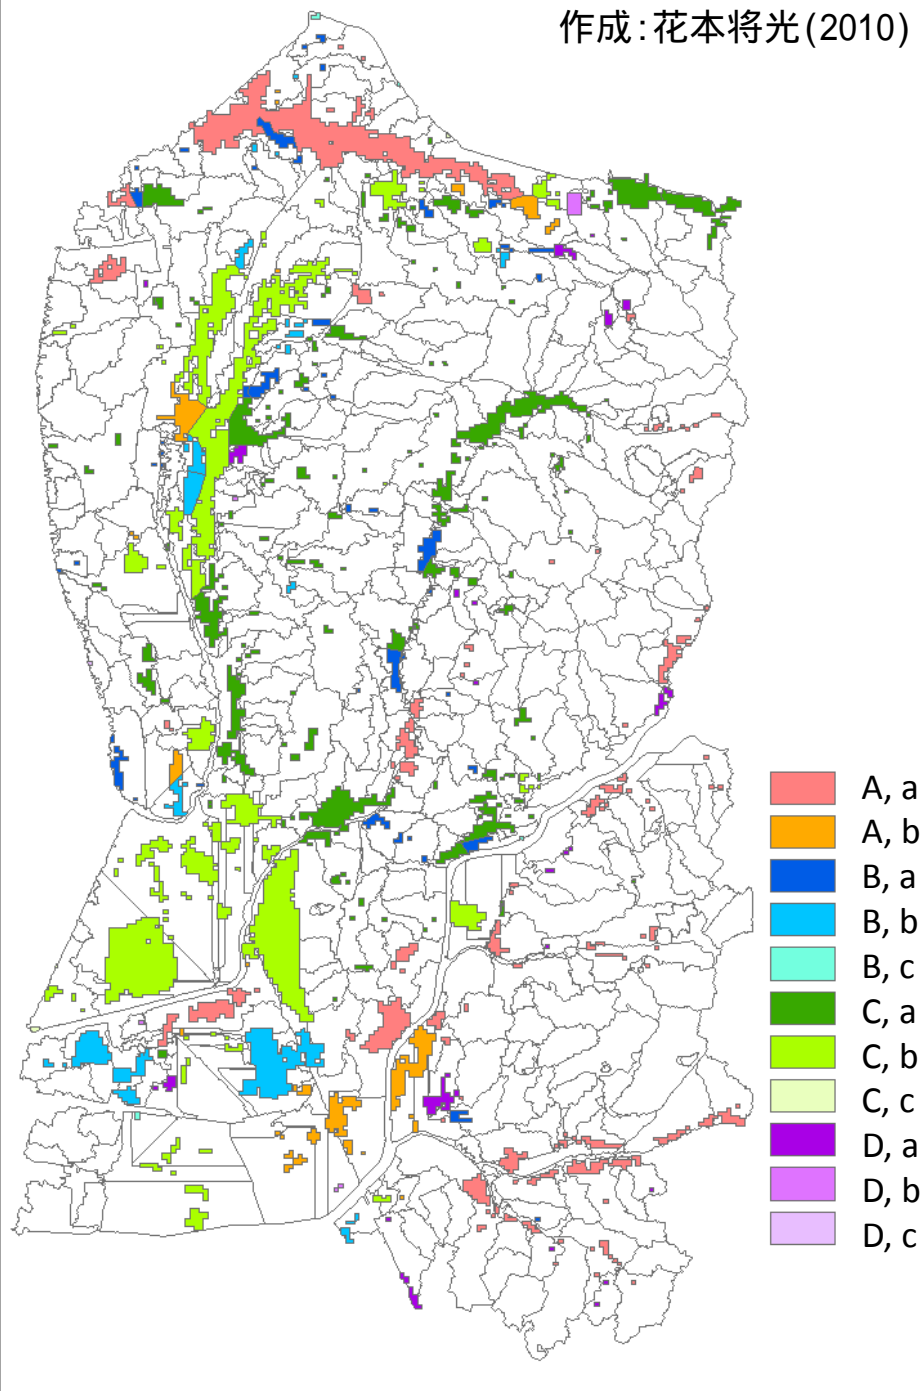 作成:花本将光(2010)
A, a
A, b
B, a
B, b
B, c
C, a
C, b
C, c
D, a
D, b
D, c